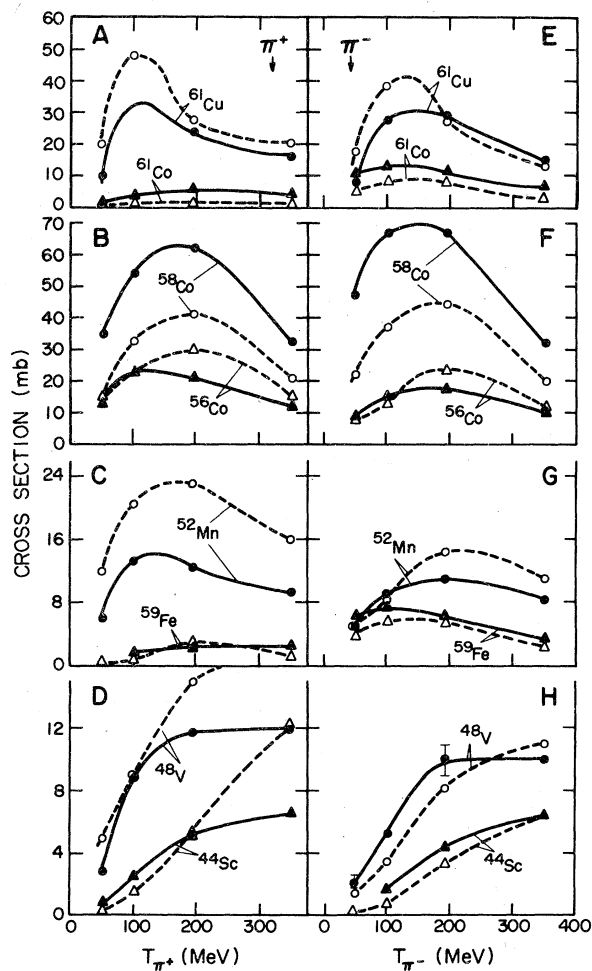 A
π+
60
50
40
30
20
10
0
61Cu
61Co
π−
E
61Cu
61Co
B
70
60
50
40
30
20
10
0
58Co
56Co
F
58Co
56Co
CROSS SECTION (mb)
C
24
16
8
0
52Mn
59Fe
G
52Mn
59Fe
D
12
8
4
0
48V
44Sc
H
48V
44Sc
0 100 200 300
0 100 200 300 400
Tπ+ (MeV)
Tπ− (MeV)